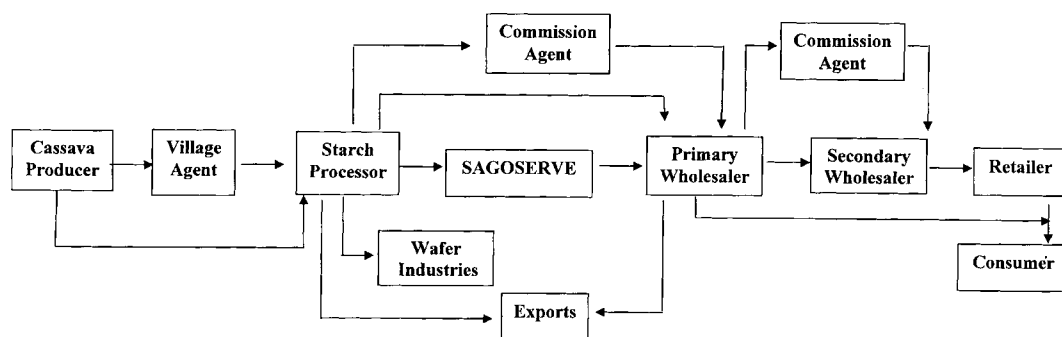 Commission
Agent
Commission
Agent
Cassava
Producer
Village
Agent
Starch
Processor
SAGOSERVE
Primary
Wholesaler
Secondary
Wholesaler
Retailer
Wafer
Industries
Consumer
Exports